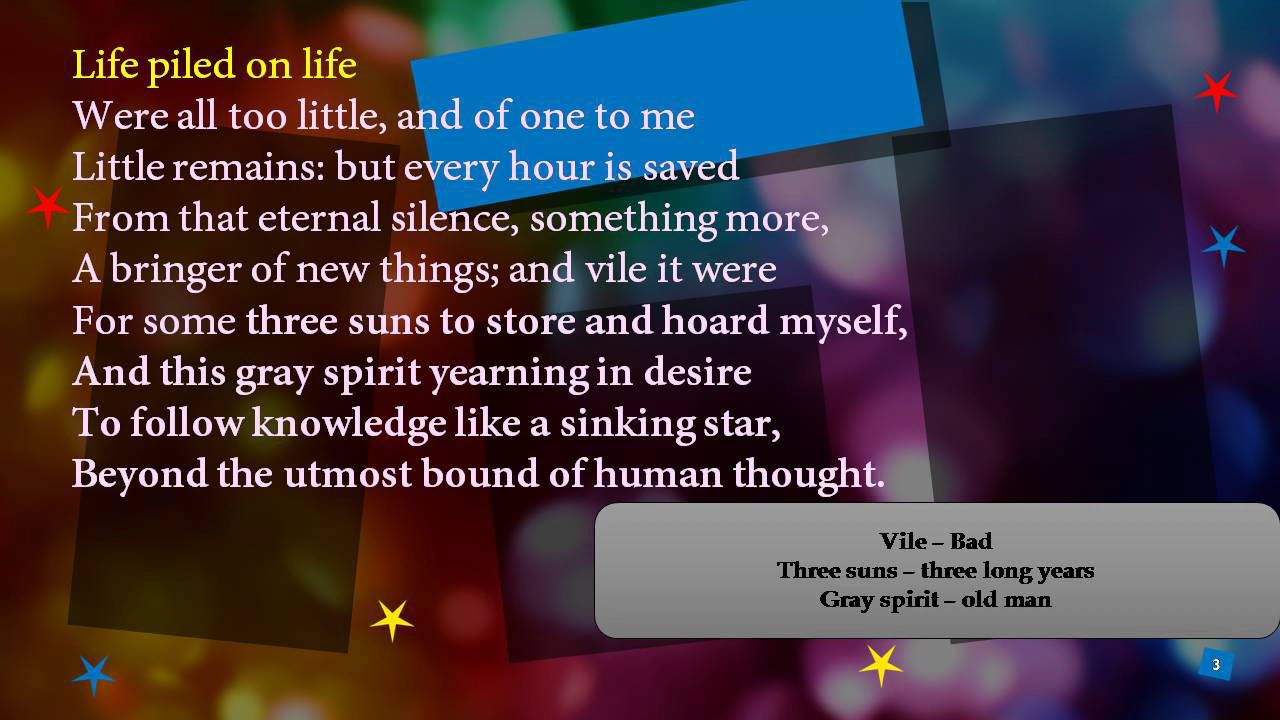 Life piled on life
Were all too little, and of one to me
Little remains: but every hour is saved
From that eternal silence, something more,
A bringer of new things; and vile it were
For some three suns to store and hoard myself,
And this gray spirit yearning in desire
To follow knowledge like a sinking star,
Beyond the utmost bound of human thought.
Vile – Bad
Three suns – three long years
Gray spirit – old man
3